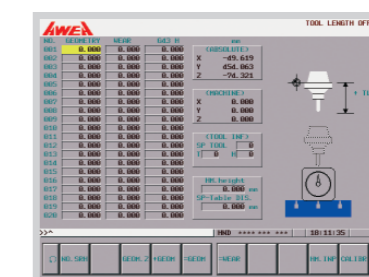 AWEA
TOOL LENGTH OF
NO. GEOMETRY WEAR G43 H mm
001 0.000 0.000 0.000 (ABSOLUTE)
002 0.000 0.000 0.000 X -49.619
003 0.000 0.000 0.000 Y 454.063
004 0.000 0.000 0.000 Z -74.321
005 0.000 0.000 0.000
006 0.000 0.000 0.000 (MACHINE)
007 0.000 0.000 0.000 X 0.000
008 0.000 0.000 0.000 Y 0.000
009 0.000 0.000 0.000 Z 0.000
010 0.000 0.000 0.000
011 0.000 0.000 0.000 (TOOL INF)
012 0.000 0.000 0.000 SP TOOL 0
013 0.000 0.000 0.000 T 0 H 0
014 0.000 0.000 0.000
015 0.000 0.000 0.000
016 0.000 0.000 0.000 HM.height
017 0.000 0.000 0.000 0.000 mm
018 0.000 0.000 0.000 SP-Table DIS.
019 0.000 0.000 0.000 0.000 mm
020 0.000 0.000 0.000
>>^
HND **** *** *** 10:11:35
NO.SRH GEOM.Z +GEOM =GEOM =WEAR HM.INP COLIBR